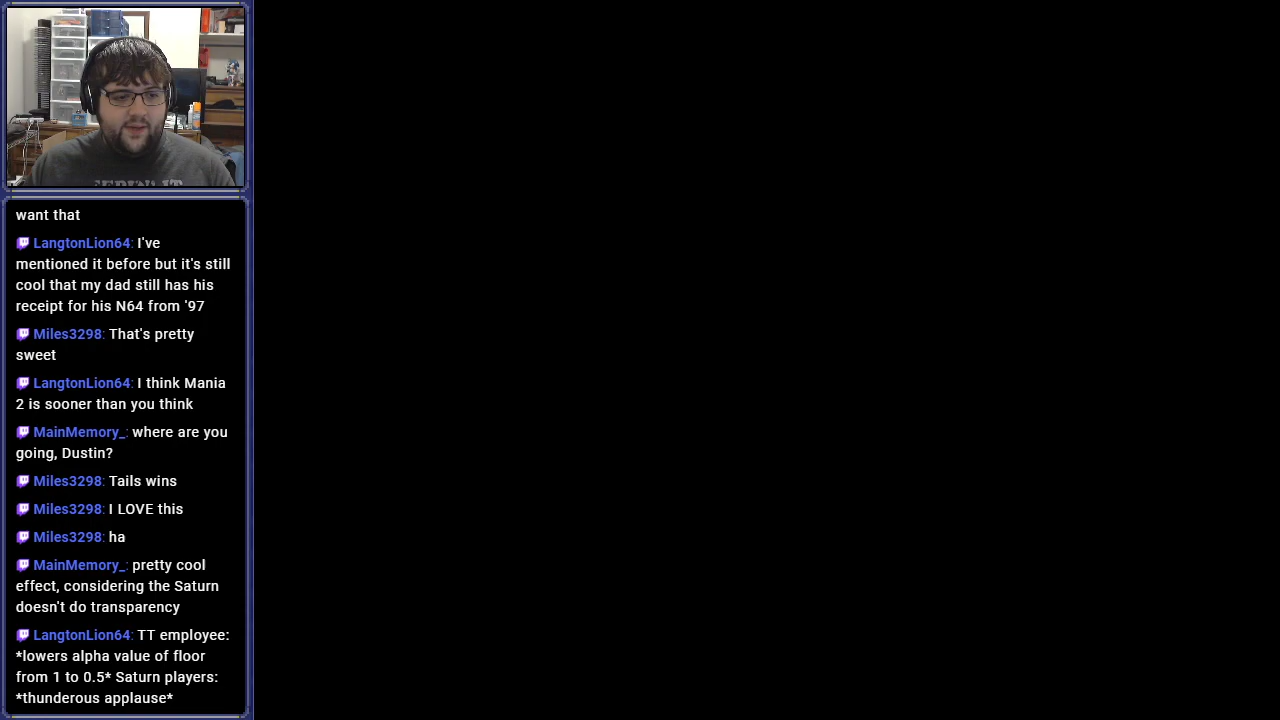 want that
LangtonLion64: I've
mentioned it before but it's still
cool that my dad still has his
receipt for his N64 from '97
Miles3298: That's pretty
sweet
LangtonLion64: I think Mania
2 is sooner than you think
MainMemory_: where are you
going, Dustin?
Miles3298: Tails wins
Miles3298: I LOVE this
Miles3298: ha
MainMemory_: pretty cool
effect, considering the Saturn
doesn't do transparency
LangtonLion64: TT employee:
*lowers alpha value of floor
from 1 to 0.5* Saturn players:
*thunderous applause*